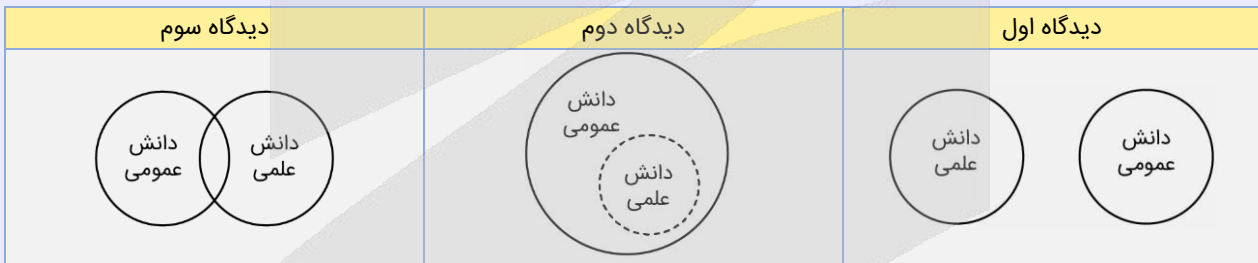 دیدگاه اول
دیدگاه دوم
دیدگاه سوم
دانش
عمومی
دانش
علمی
دانش
عمومی
دانش
علمی
دانش
علمی
دانش
عمومی